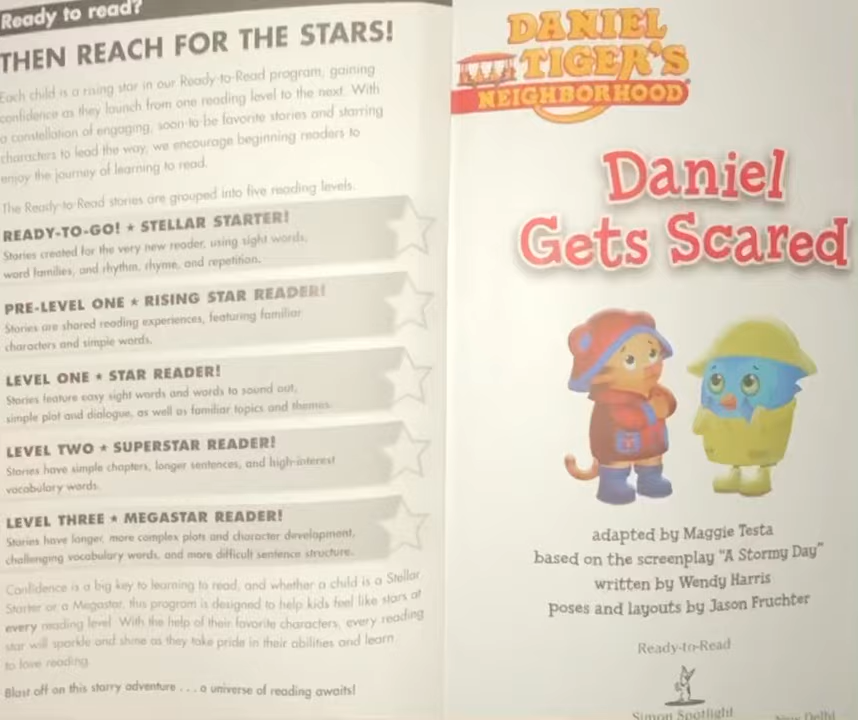 Ready to read?
THEN REACH FOR THE STARS!
Each child is a rising star in our Ready-to-Read program, gaining
confidence as they launch from one reading level to the next. With
a constellation of engaging, soon-to-be favorite stories and starring
characters to lead the way, we encourage beginning readers to
enjoy the journey of learning to read.
The Ready-to-Read stories are grouped into five reading levels.
READY-TO-GO! ★ STELLAR STARTER!
Stories created for the very new reader, using sight words,
word families, and rhythm, rhyme, and repetition.
PRE-LEVEL ONE ★ RISING STAR READER!
Stories are shared reading experiences, featuring familiar
characters and simple words.
LEVEL ONE ★ STAR READER!
Stories feature easy sight words and words to sound out,
simple plot and dialogue, as well as familiar topics and themes.
LEVEL TWO ★ SUPERSTAR READER!
Stories have simple chapters, longer sentences, and high-interest
vocabulary words.
LEVEL THREE ★ MEGASTAR READER!
Stories have longer, more complex plots and character development,
challenging vocabulary words, and more difficult sentence structure.
Confidence is a big key to learning to read, and whether a child is a Stellar
Starter or a Megastar, this program is designed to help kids feel like stars at
every reading level. With the help of their favorite characters, every reading
star will sparkle and shine as they take pride in their abilities and learn
to love reading.
Blast off on this starry adventure . . . a universe of reading awaits!
DANIEL
TIGER'S
NEIGHBORHOOD
Daniel
Gets Scared
adapted by Maggie Testa
based on the screenplay "A Stormy Day"
written by Wendy Harris
poses and layouts by Jason Fruchter
Ready-to-Read
Simon Spotlight
New Delhi